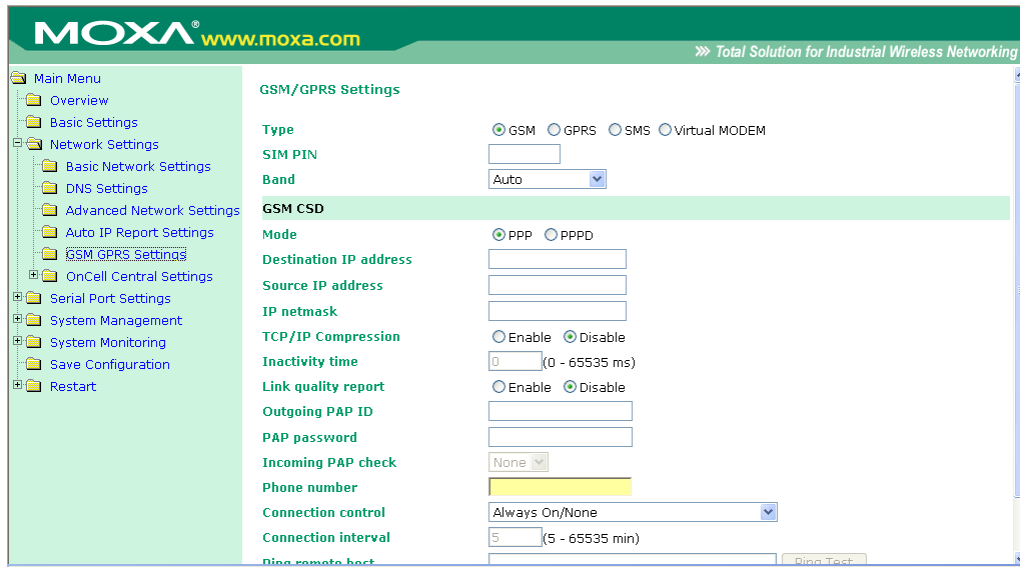 MOXA® www.moxa.com
Total Solution for Industrial Wireless Networking
Main Menu
Overview
Basic Settings
Network Settings
Basic Network Settings
DNS Settings
Advanced Network Settings
Auto IP Report Settings
GSM GPRS Settings
OnCell Central Settings
Serial Port Settings
System Management
System Monitoring
Save Configuration
Restart
GSM/GPRS Settings
Type GSM GPRS SMS Virtual MODEM
SIM PIN
Band Auto
GSM CSD
Mode PPP PPPD
Destination IP address
Source IP address
IP netmask
TCP/IP Compression Enable Disable
Inactivity time 0 (0 - 65535 ms)
Link quality report Enable Disable
Outgoing PAP ID
PAP password
Incoming PAP check None
Phone number
Connection control Always On/None
Connection interval 5 (5 - 65535 min)
Ping remote host Ping Test